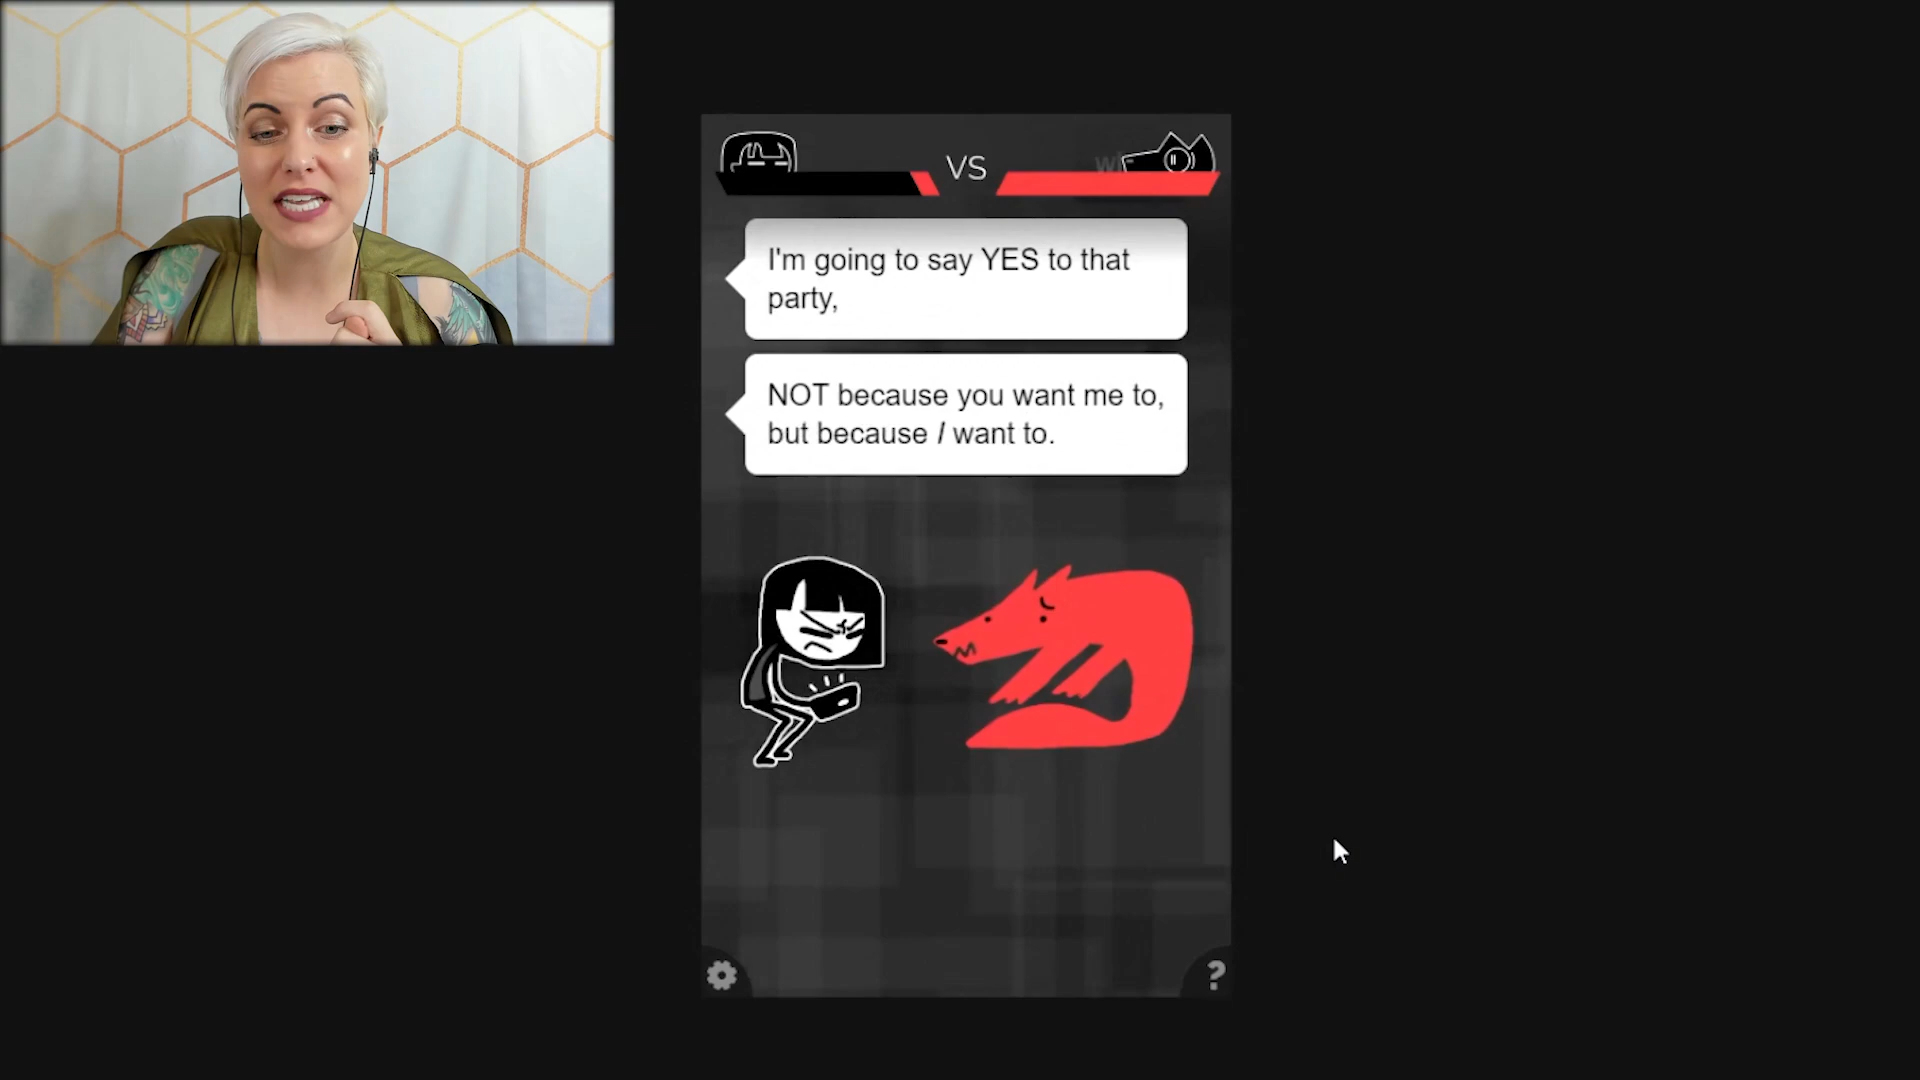 VS
I'm going to say YES to that
party,
NOT because you want me to,
but because I want to.
?